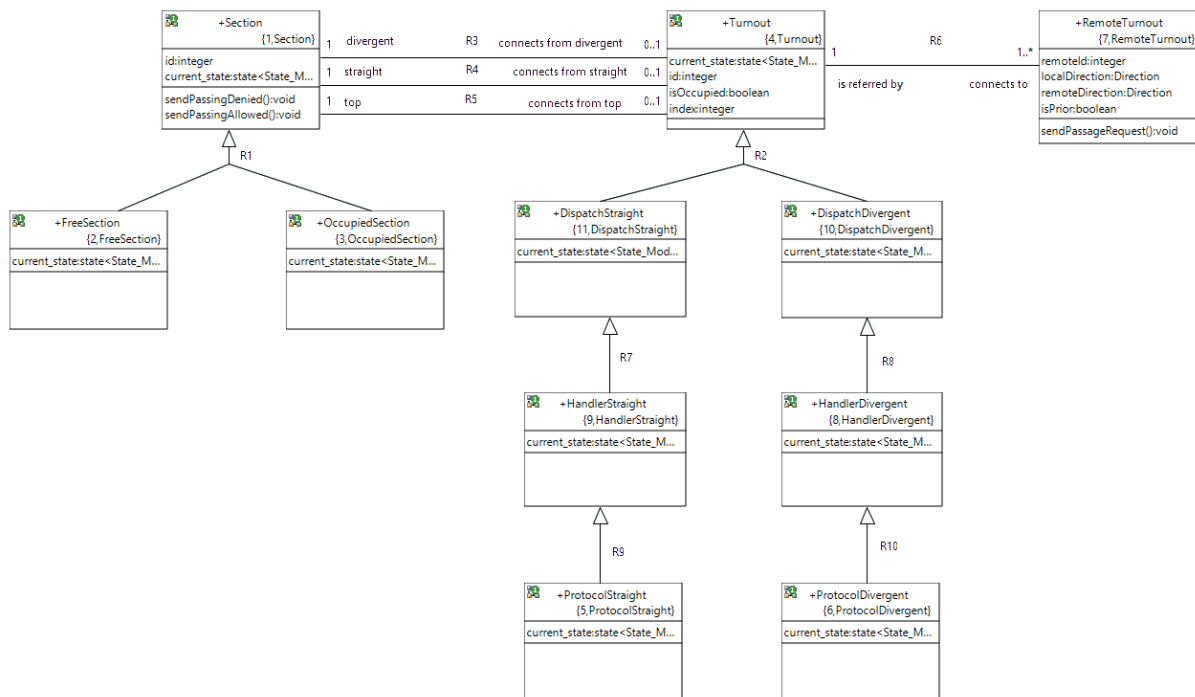 +Section
{1,Section}
id:integer
current_state:state<State_M...
sendPassingDenied():void
sendPassingAllowed():void
1 divergent R3 connects from divergent 0..1
1 straight R4 connects from straight 0..1
1 top R5 connects from top 0..1
+Turnout
{4,Turnout}
current_state:state<State_M...
id:integer
isOccupied:boolean
index:integer
R6
1 1..*
is referred by connects to
+RemoteTurnout
{7,RemoteTurnout}
remoteId:integer
localDirection:Direction
remoteDirection:Direction
isPrior:boolean
sendPassageRequest():void
R1
R2
+FreeSection
{2,FreeSection}
current_state:state<State_M...
+OccupiedSection
{3,OccupiedSection}
current_state:state<State_M...
+DispatchStraight
{11,DispatchStraight}
current_state:state<State_Mod...
+DispatchDivergent
{10,DispatchDivergent}
current_state:state<State_M...
R7
R8
+HandlerStraight
{9,HandlerStraight}
current_state:state<State_M...
+HandlerDivergent
{8,HandlerDivergent}
current_state:state<State_M...
R9
R10
+ProtocolStraight
{5,ProtocolStraight}
current_state:state<State_M...
+ProtocolDivergent
{6,ProtocolDivergent}
current_state:state<State_M...